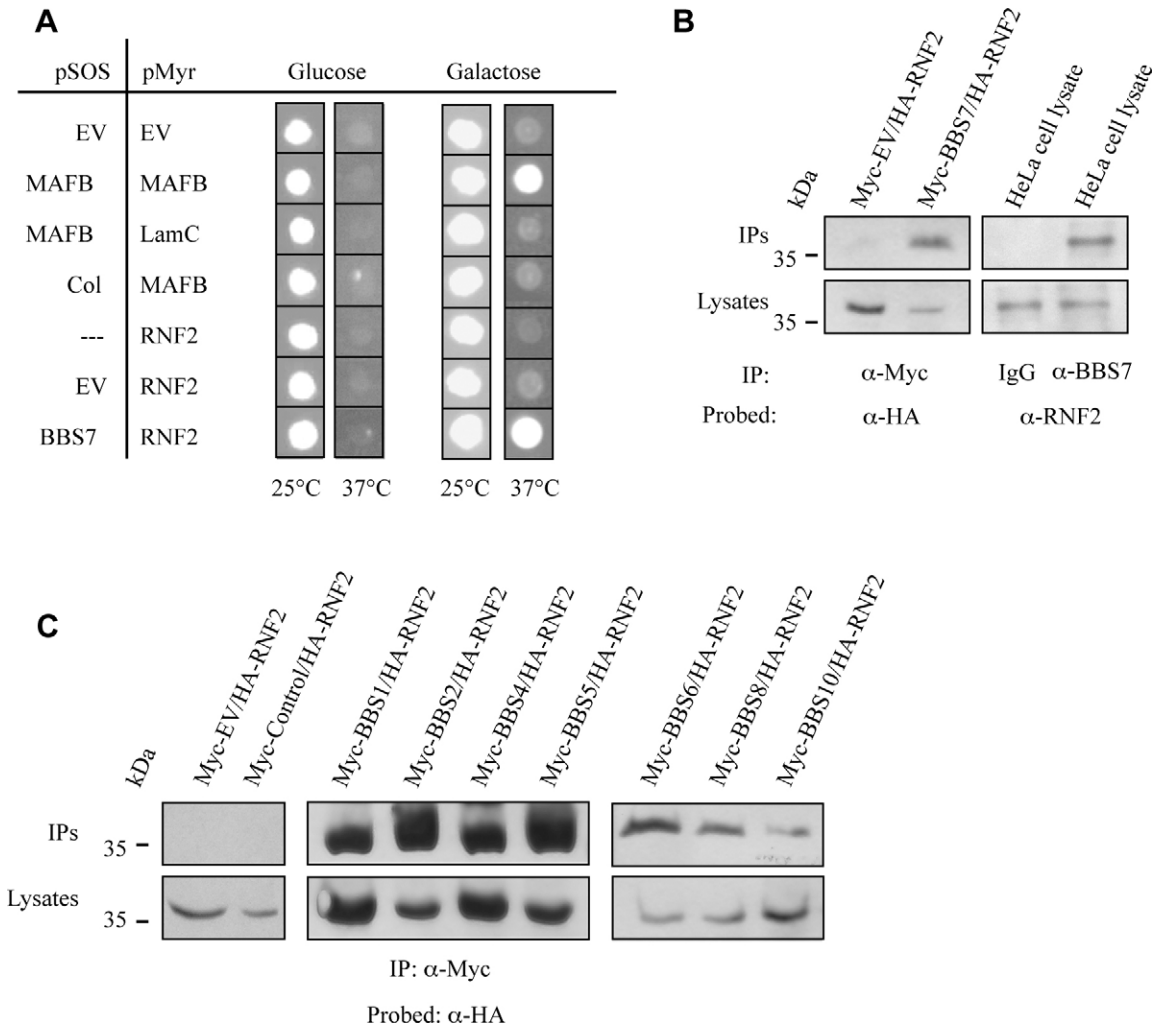 A
pSOS pMyr Glucose Galactose
EV EV
MAFB MAFB
MAFB LamC
Col MAFB
--- RNF2
EV RNF2
BBS7 RNF2
25°C 37°C 25°C 37°C
B
kDa Myc-EV/HA-RNF2 Myc-BBS7/HA-RNF2 HeLa cell lysate HeLa cell lysate
IPs
35
Lysates
35
IP: α-Myc IgG α-BBS7
Probed: α-HA α-RNF2
C
kDa Myc-EV/HA-RNF2 Myc-Control/HA-RNF2 Myc-BBS1/HA-RNF2 Myc-BBS2/HA-RNF2 Myc-BBS4/HA-RNF2 Myc-BBS5/HA-RNF2 Myc-BBS6/HA-RNF2 Myc-BBS8/HA-RNF2 Myc-BBS10/HA-RNF2
IPs
35
Lysates
35
IP: α-Myc
Probed: α-HA